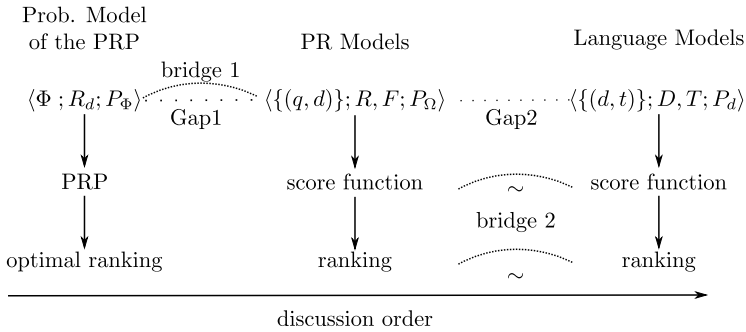 Prob. Model
of the PRP
PR Models
Language Models
bridge 1
⟨Φ ; R_d; P_Φ⟩
⟨{(q, d)}; R, F; P_Ω⟩
⟨{(d, t)}; D, T; P_d⟩
Gap1
Gap2
PRP
score function
∼
score function
bridge 2
optimal ranking
ranking
∼
ranking
discussion order